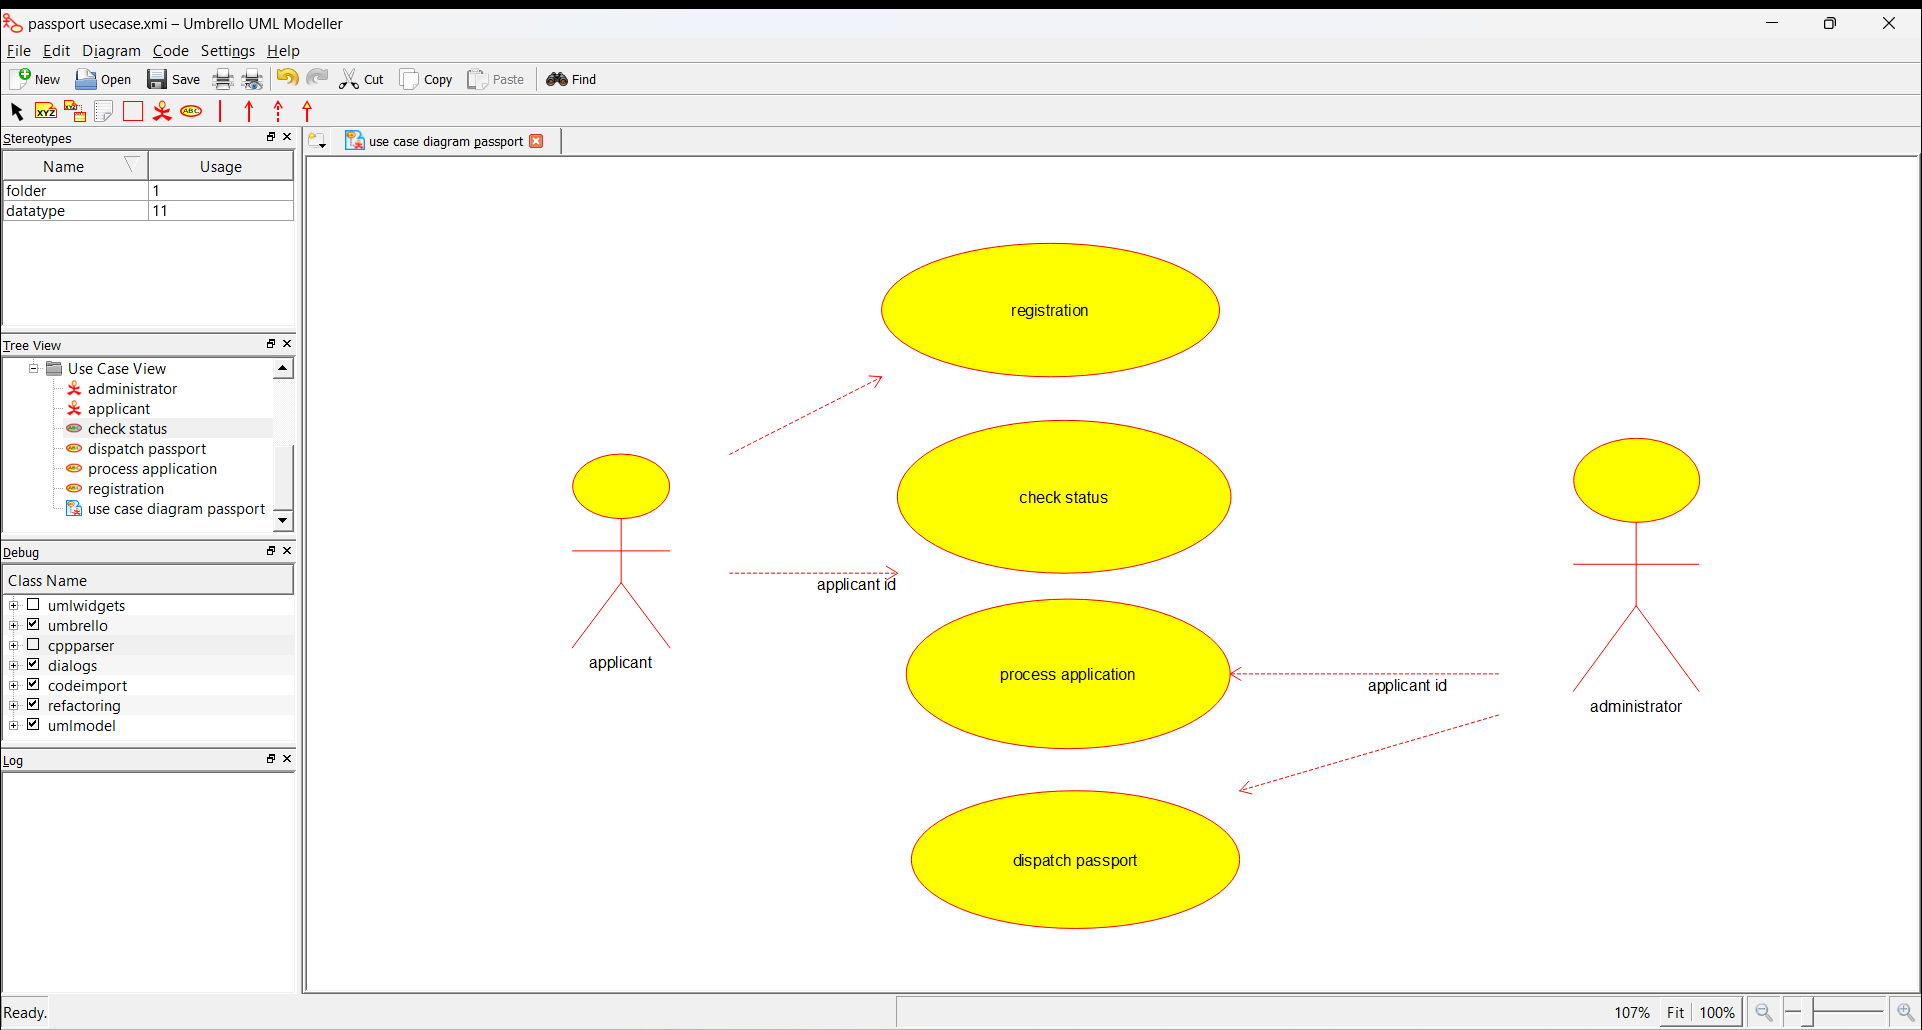 passport usecase.xmi – Umbrello UML Modeller
File Edit Diagram Code Settings Help
New Open Save Cut Copy Paste Find
XYZ XYZ ABC
Stereotypes
use case diagram passport
Name Usage
folder 1
datatype 11
Tree View
Use Case View
administrator
applicant
check status
dispatch passport
process application
registration
use case diagram passport
Debug
Class Name
umlwidgets
umbrello
cppparser
dialogs
codeimport
refactoring
umlmodel
Log
registration
check status
applicant id
applicant
process application
applicant id
administrator
dispatch passport
Ready.
107% Fit 100%